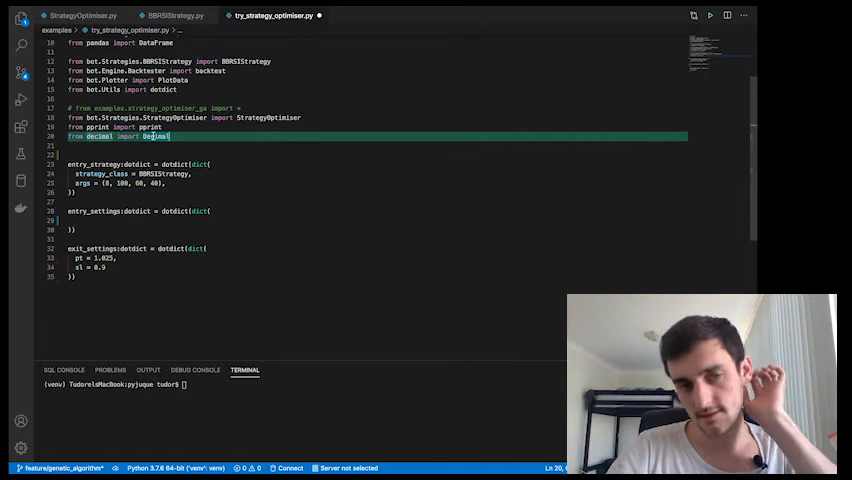 StrategyOptimiser.py BBRSIStrategy.py try_strategy_optimiser.py
examples > try_strategy_optimiser.py > ...
10 from pandas import DataFrame
11
12 from bot.Strategies.BBRSIStrategy import BBRSIStrategy
13 from bot.Engine.Backtester import backtest
14 from bot.Plotter import PlotData
15 from bot.Utils import dotdict
16
17 # from examples.strategy_optimiser_ga import *
18 from bot.Strategies.StrategyOptimiser import StrategyOptimiser
19 from pprint import pprint
20 from decimal import Decimal
21
22
23 entry_strategy:dotdict = dotdict(dict(
24 strategy_class = BBRSIStrategy,
25 args = (8, 100, 60, 40),
26 ))
27
28 entry_settings:dotdict = dotdict(dict(
29
30 ))
31
32 exit_settings:dotdict = dotdict(dict(
33 pt = 1.025,
34 sl = 0.9
35 ))
SQL CONSOLE PROBLEMS OUTPUT DEBUG CONSOLE TERMINAL
(venv) TudorelsMacBook:pyjuque tudor$
feature/genetic_algorithm* Python 3.7.6 64-bit ('venv': venv) 0 0 Connect Server not selected Ln 20,